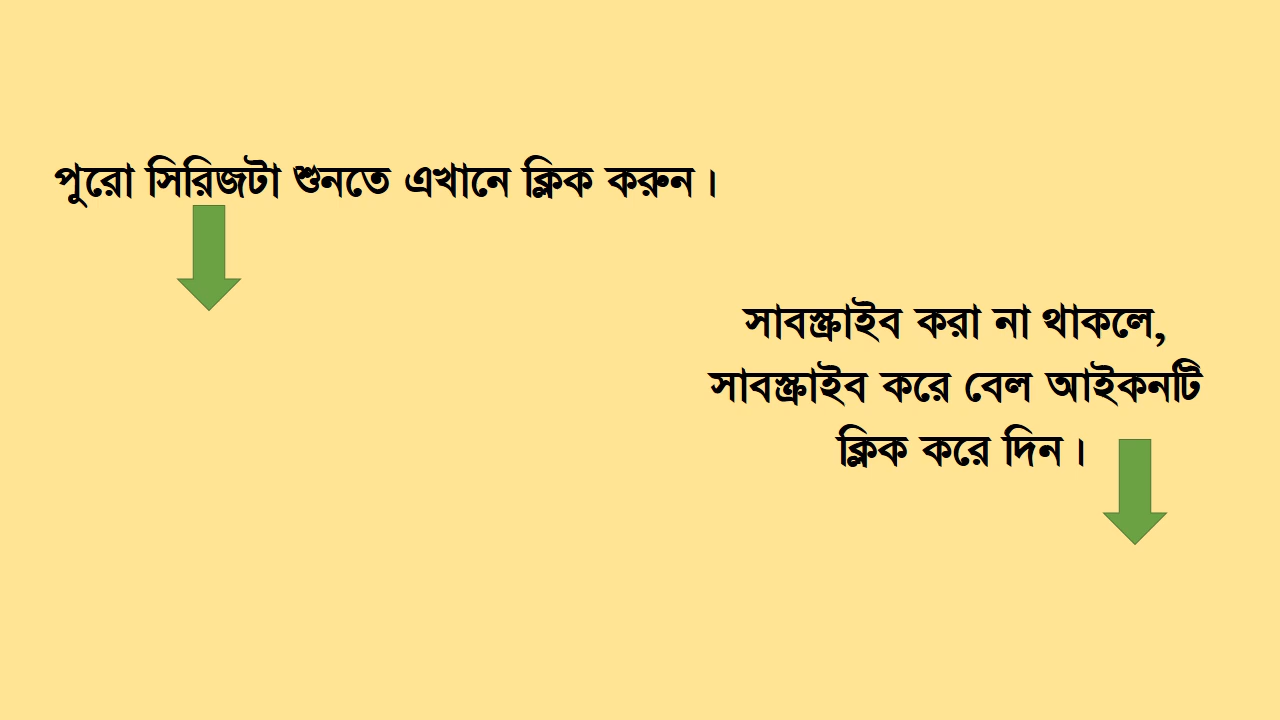 পুরো সিরিজটা শুনতে এখানে ক্লিক করুন।
সাবস্ক্রাইব করা না থাকলে,
সাবস্ক্রাইব করে বেল আইকনটি
ক্লিক করে দিন।